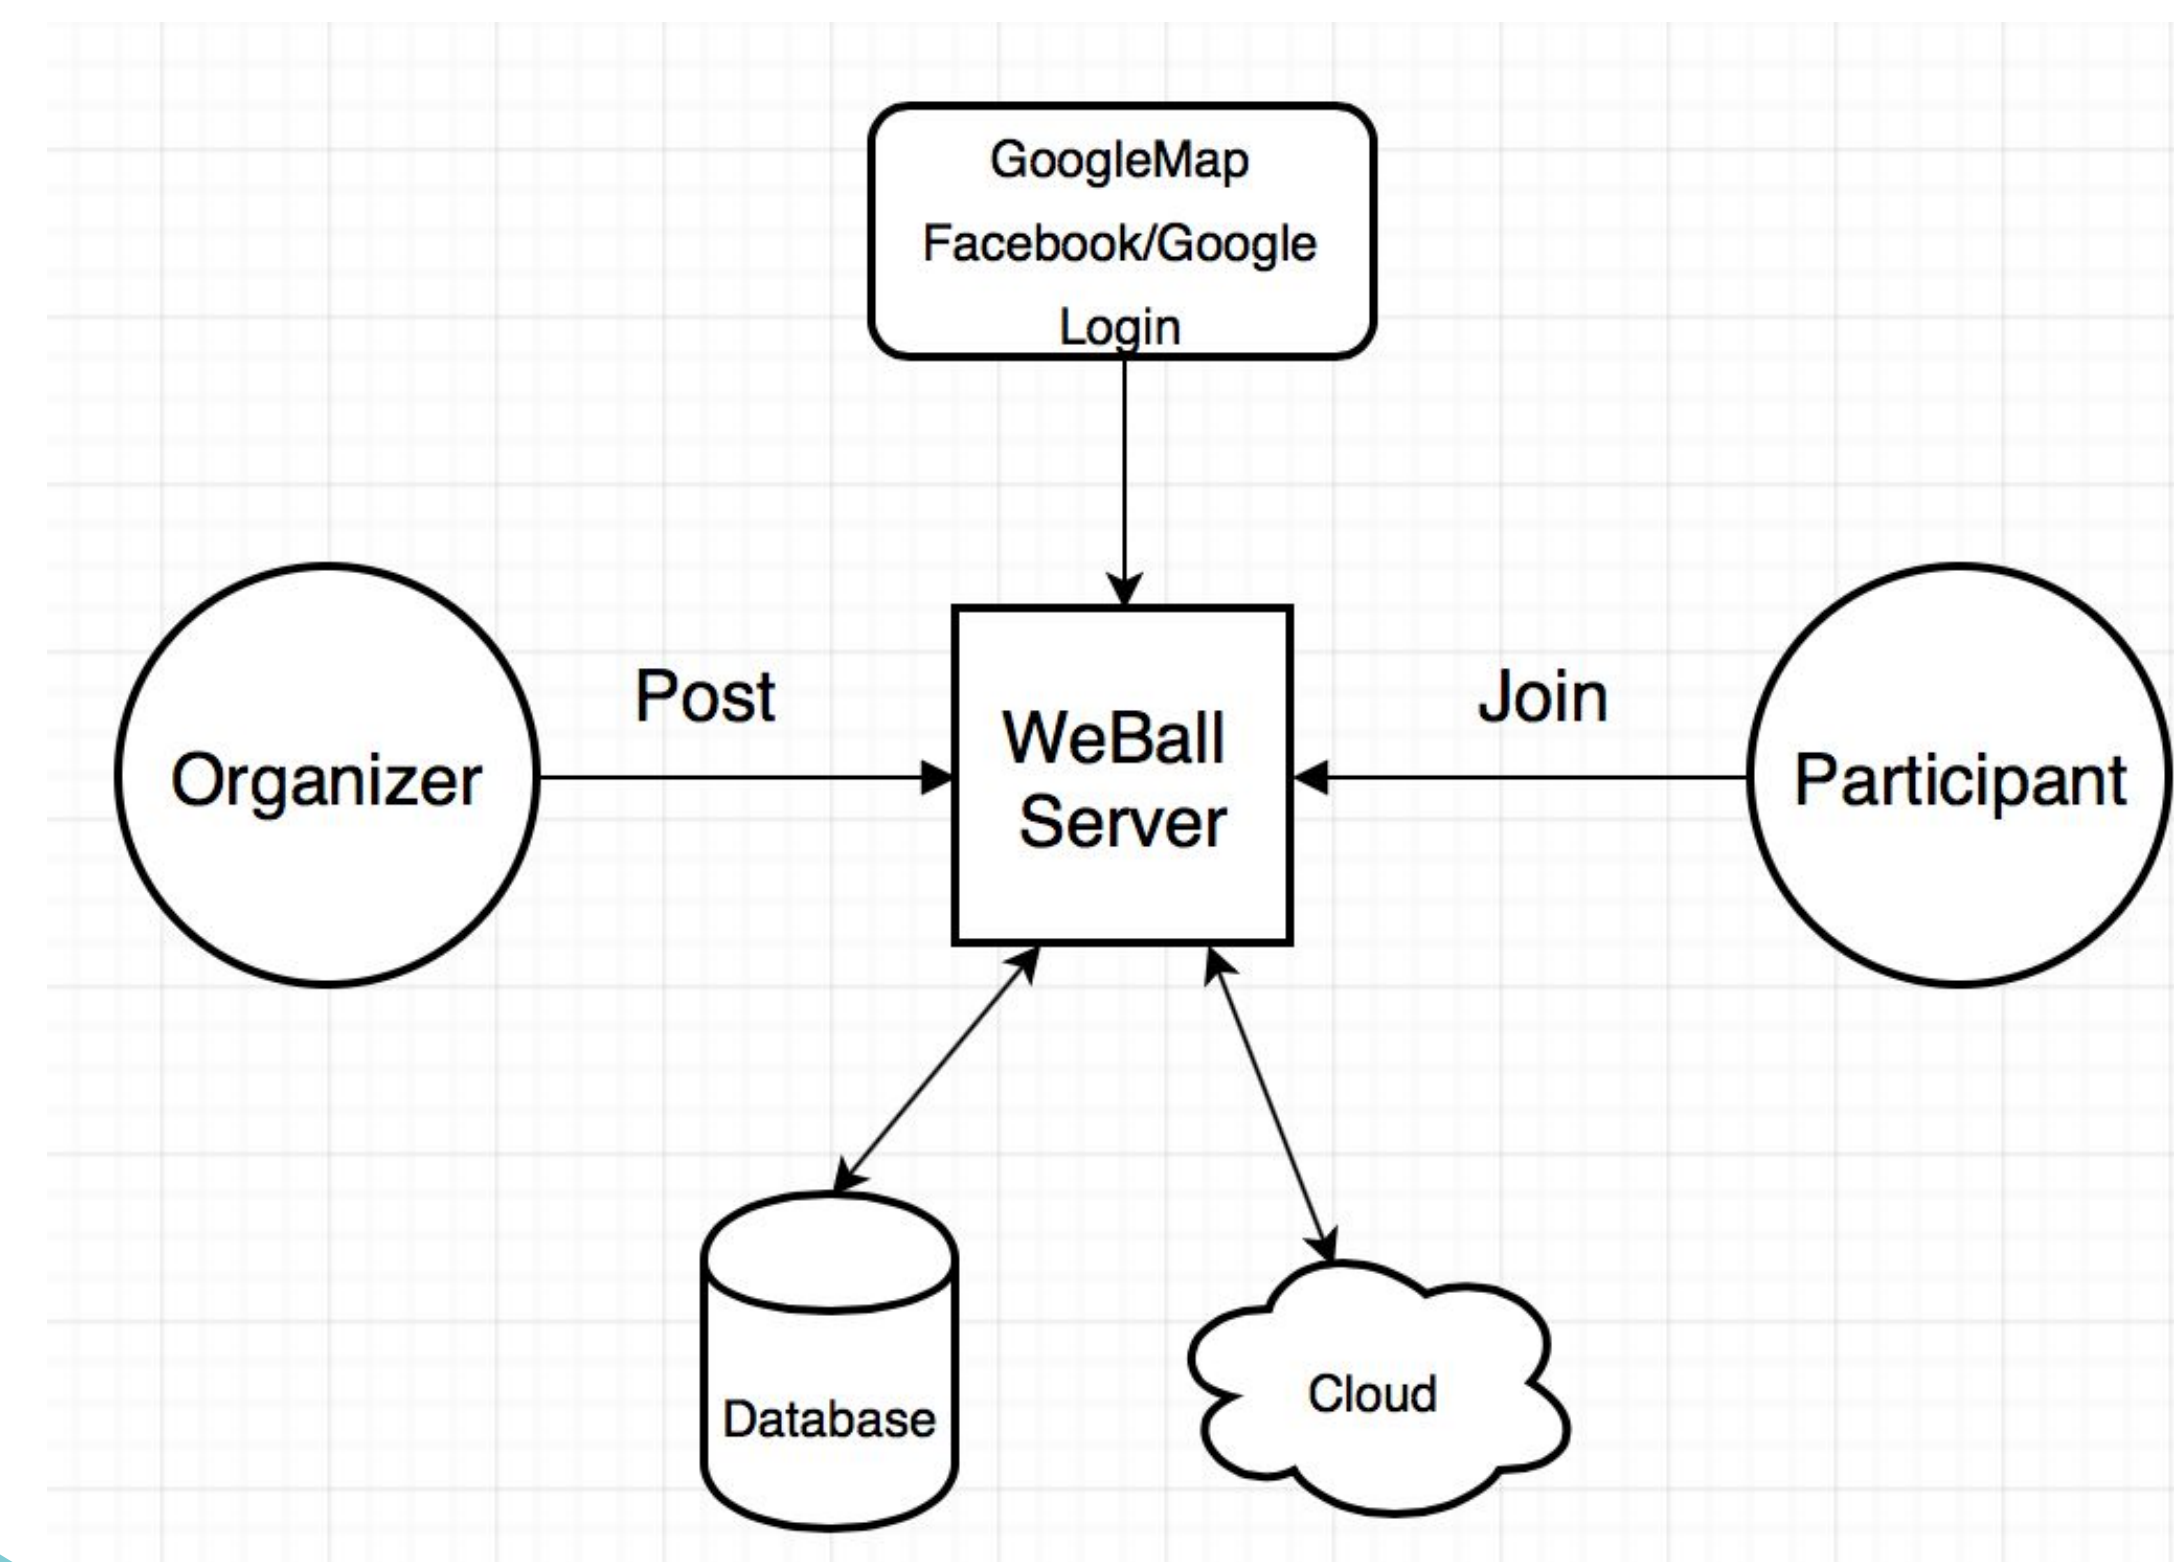 GoogleMap
Facebook/Google
Login
Post
Join
WeBall
Server
Organizer
Participant
Database
Cloud